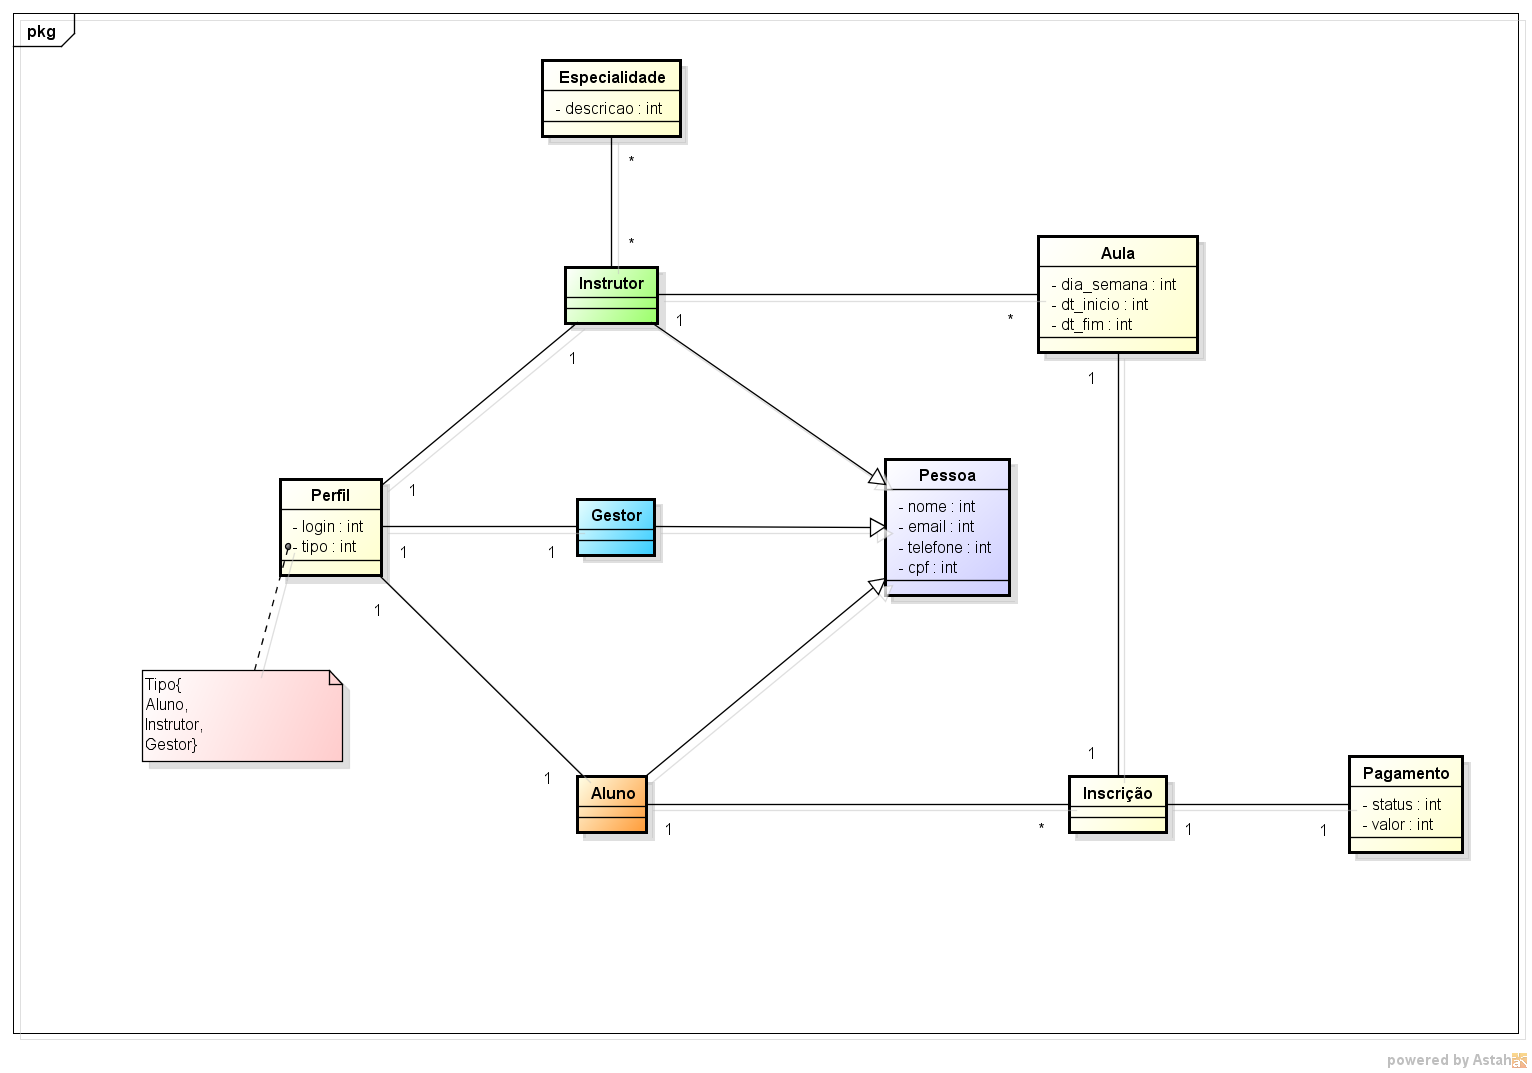 pkg
Especialidade
- descricao : int
*
*
Instrutor
1
*
1
Aula
- dia_semana : int
- dt_inicio : int
- dt_fim : int
1
Perfil
- login : int
- tipo : int
1
1
1
Gestor
1
Pessoa
- nome : int
- email : int
- telefone : int
- cpf : int
Tipo{
Aluno,
Instrutor,
Gestor}
1
Aluno
1
*
1
Inscrição
1
1
Pagamento
- status : int
- valor : int
powered by Astah